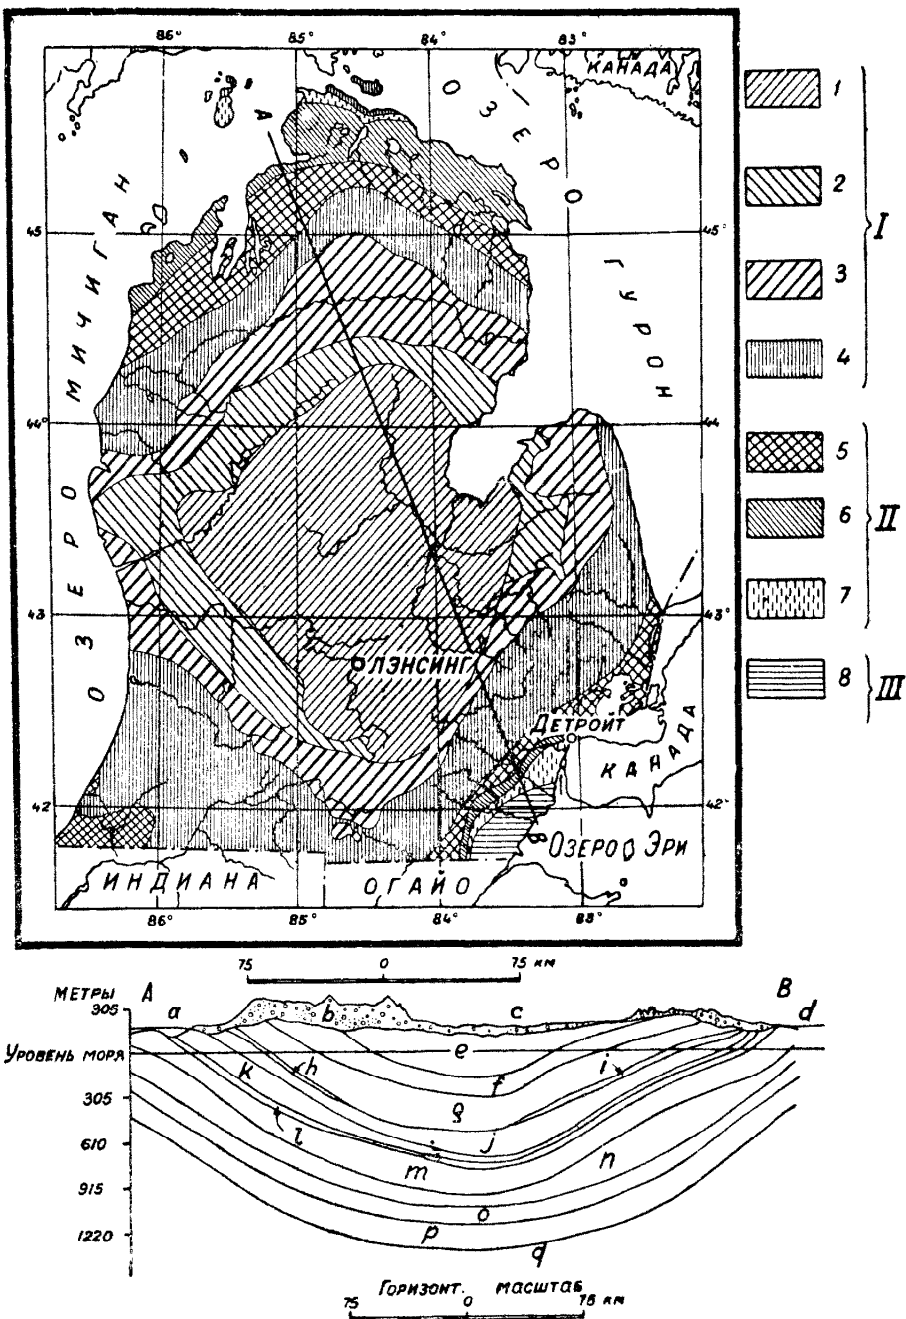 86° 85° 84° 83°
КАНАДА
ОЗЕРО ГУРОН
A
45 45°
44° 44
43 43°
42 42°
ОЗЕРО МИЧИГАН
ЛЭНСИНГ
ДЕТРОЙТ
КАНАДА
ОЗЕРО ЭРИ
ИНДИАНА
ОГАЙО
B
86° 85° 84° 83°
1
2
3
4
I
5
6
7
II
8
III
75 0 75 КМ
МЕТРЫ A B
305 a b c d
УРОВЕНЬ МОРЯ e
k h f i
305 g
l j
610 i
m n
915
o
p
1220 q
ГОРИЗОНТ. МАСШТАБ
75 0 75 КМ